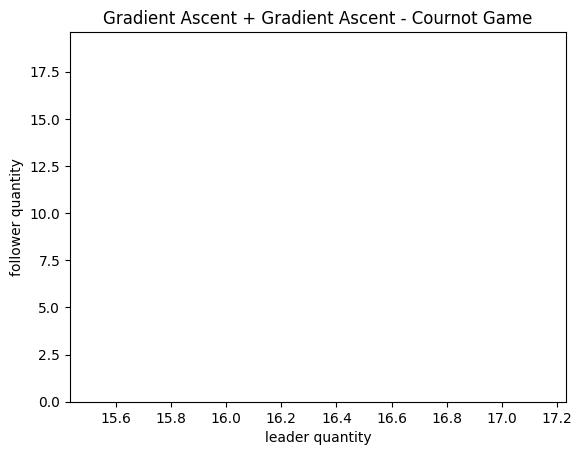 Gradient Ascent + Gradient Ascent - Cournot Game
17.5
15.0
12.5
10.0
7.5
5.0
2.5
0.0
follower quantity
15.6 15.8 16.0 16.2 16.4 16.6 16.8 17.0 17.2
leader quantity